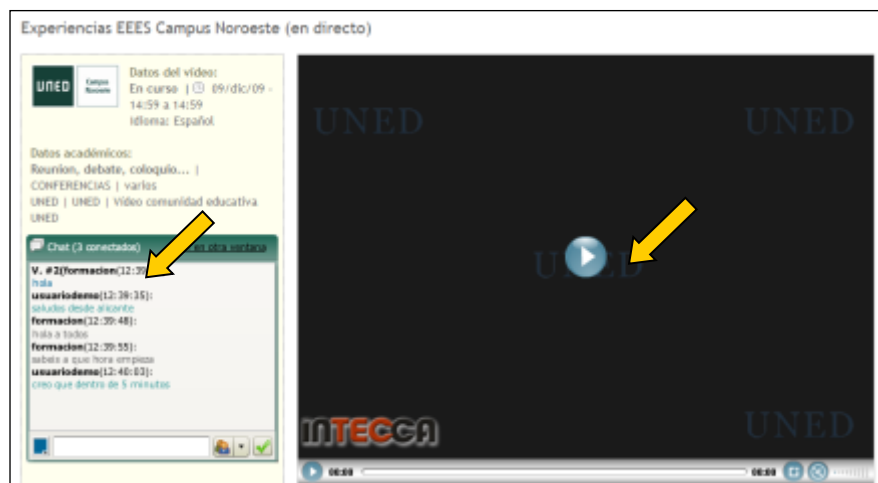 Experiencias EEES Campus Noroeste (en directo)
UNED
Campus
Noroeste
Datos del vídeo:
En curso | 09/dic/09 -
14:59 a 14:59
Idioma: Español
Datos académicos:
Reunion, debate, coloquio... |
CONFERENCIAS | varios
UNED | UNED | Vídeo comunidad educativa
UNED
Chat (3 conectados) en otra ventana
V. #2(formacion(12:39
hola
usuariodemo(12:39:35):
saludos desde alicante
formacion(12:39:48):
hola a todos
formacion(12:39:55):
sabeis a que hora empieza
usuariodemo(12:40:03):
creo que dentro de 5 minutos
UNED
UNED
UNED
INTECCA
UNED
00:00
00:00